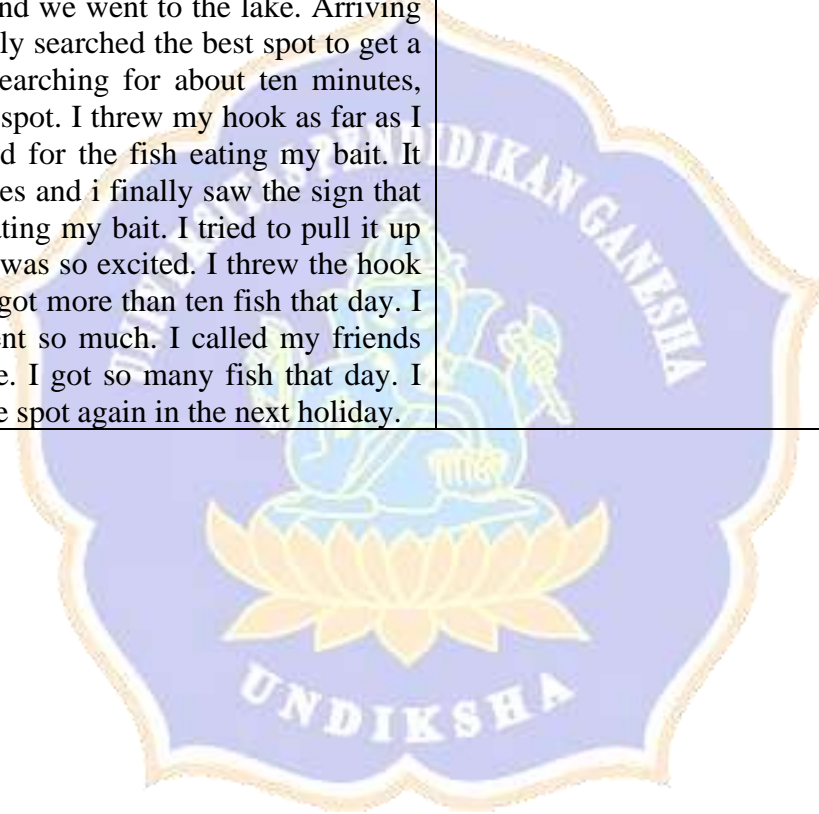 nd we went to the lake. Arriving
ly searched the best spot to get a
earching for about ten minutes,
spot. I threw my hook as far as I
d for the fish eating my bait. It
es and i finally saw the sign that
ating my bait. I tried to pull it up
was so excited. I threw the hook
got more than ten fish that day. I
ent so much. I called my friends
e. I got so many fish that day. I
e spot again in the next holiday.
UNIVERSITAS PENDIDIKAN GANESHA
UNDIKSHA